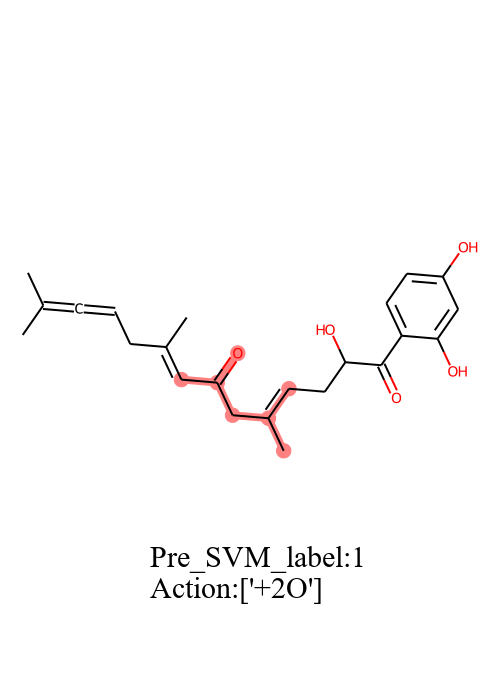 OH
O
C
HO
OH
O
Pre_SVM_label:1
Action:['+2O']